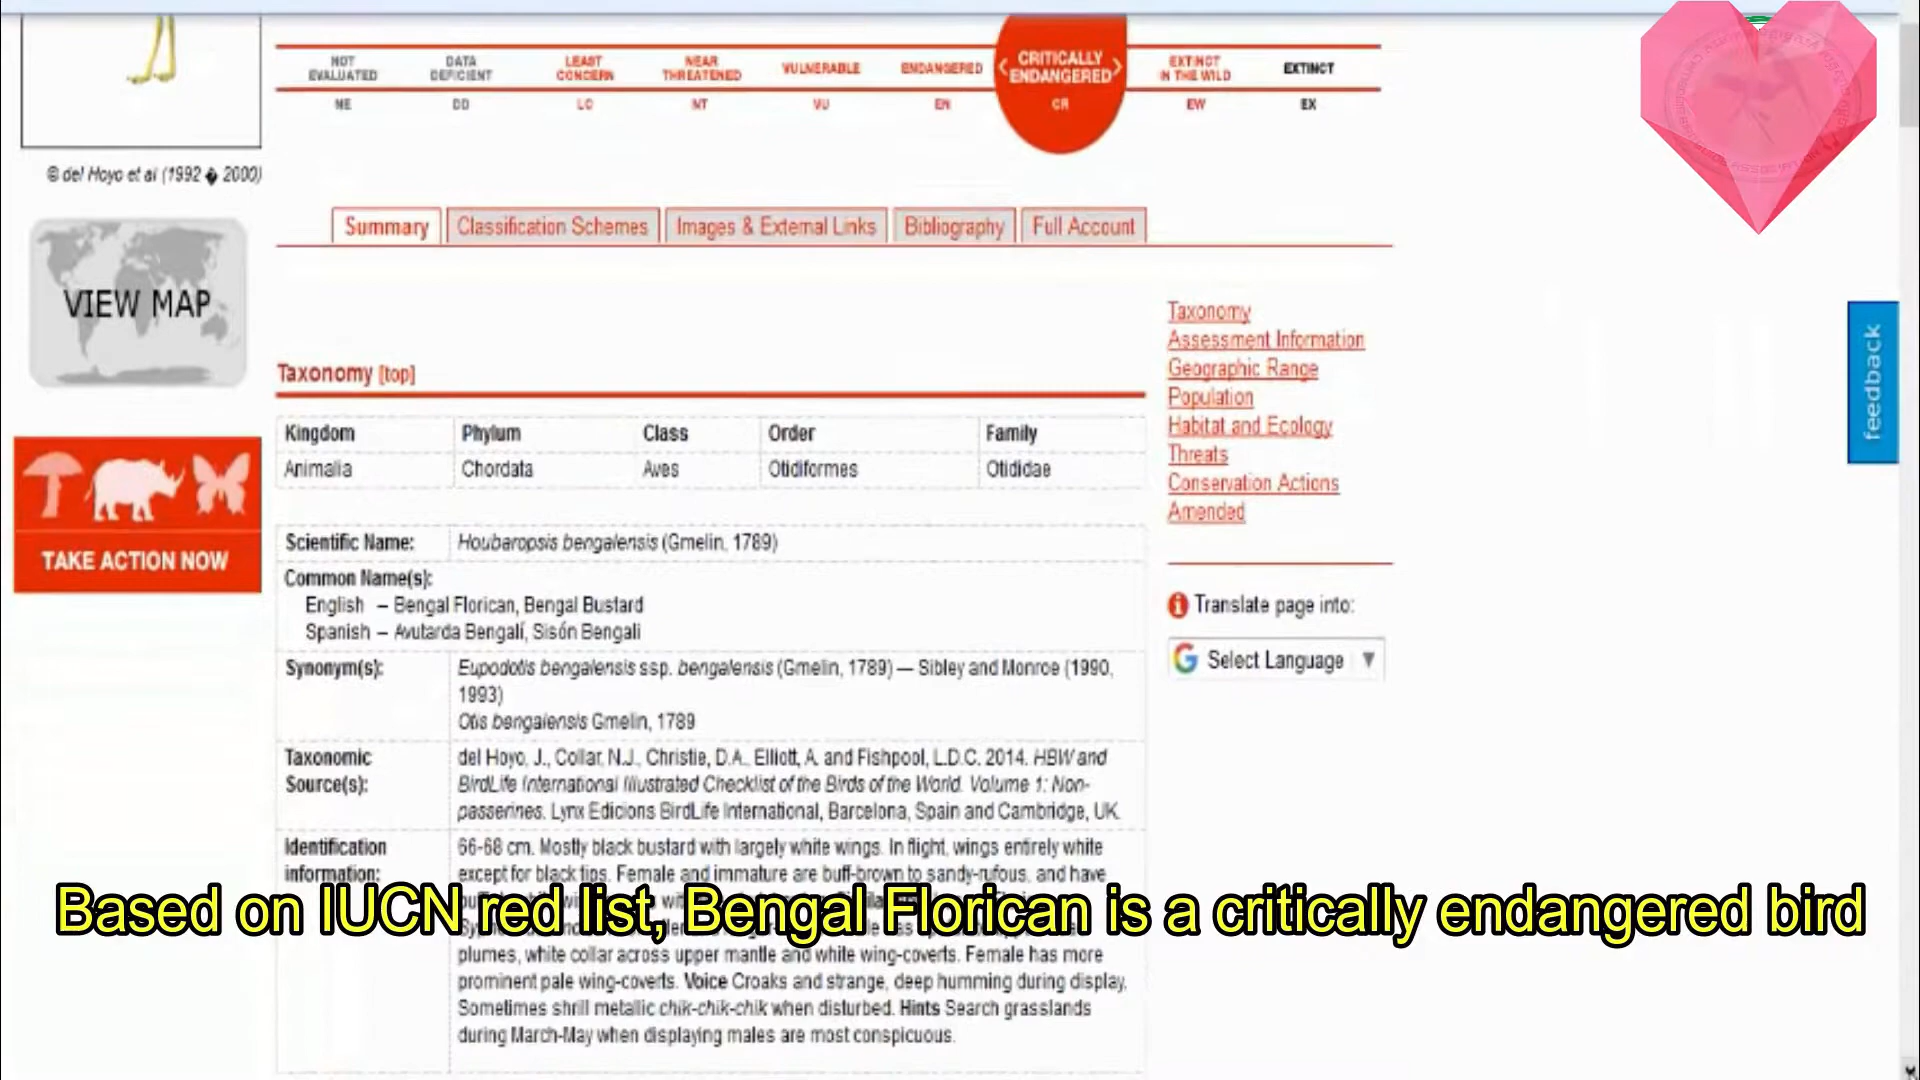 NOT EVALUATED
DATA DEFICIENT
LEAST CONCERN
NEAR THREATENED
VULNERABLE
ENDANGERED
< CRITICALLY ENDANGERED >
EXTINCT IN THE WILD
EXTINCT
NE
DD
LC
NT
VU
EN
CR
EW
EX
© del Hoyo et al (1992 � 2000)
Summary
Classification Schemes
Images & External Links
Bibliography
Full Account
VIEW MAP
TAKE ACTION NOW
Taxonomy [top]
Kingdom Phylum Class Order Family
Animalia Chordata Aves Otidiformes Otididae
Scientific Name: Houbaropsis bengalensis (Gmelin, 1789)
Common Name(s):
English – Bengal Florican, Bengal Bustard
Spanish – Avutarda Bengalí, Sisón Bengali
Synonym(s): Eupodotis bengalensis ssp. bengalensis (Gmelin, 1789) — Sibley and Monroe (1990,
1993)
Otis bengalensis Gmelin, 1789
Taxonomic Source(s): del Hoyo, J., Collar, N.J., Christie, D.A., Elliott, A. and Fishpool, L.D.C. 2014. HBW and
BirdLife International Illustrated Checklist of the Birds of the World. Volume 1: Non-
passerines. Lynx Edicions BirdLife International, Barcelona, Spain and Cambridge, UK.
Identification information: 66-68 cm. Mostly black bustard with largely white wings. In flight, wings entirely white
except for black tips. Female and immature are buff-brown to sandy-rufous, and have
plumes, white collar across upper mantle and white wing-coverts. Female has more
prominent pale wing-coverts. Voice Croaks and strange, deep humming during display.
Sometimes shrill metallic chik-chik-chik when disturbed. Hints Search grasslands
during March-May when displaying males are most conspicuous.
Taxonomy
Assessment Information
Geographic Range
Population
Habitat and Ecology
Threats
Conservation Actions
Amended
Translate page into:
Select Language ▼
feedback
Based on IUCN red list, Bengal Florican is a critically endangered bird